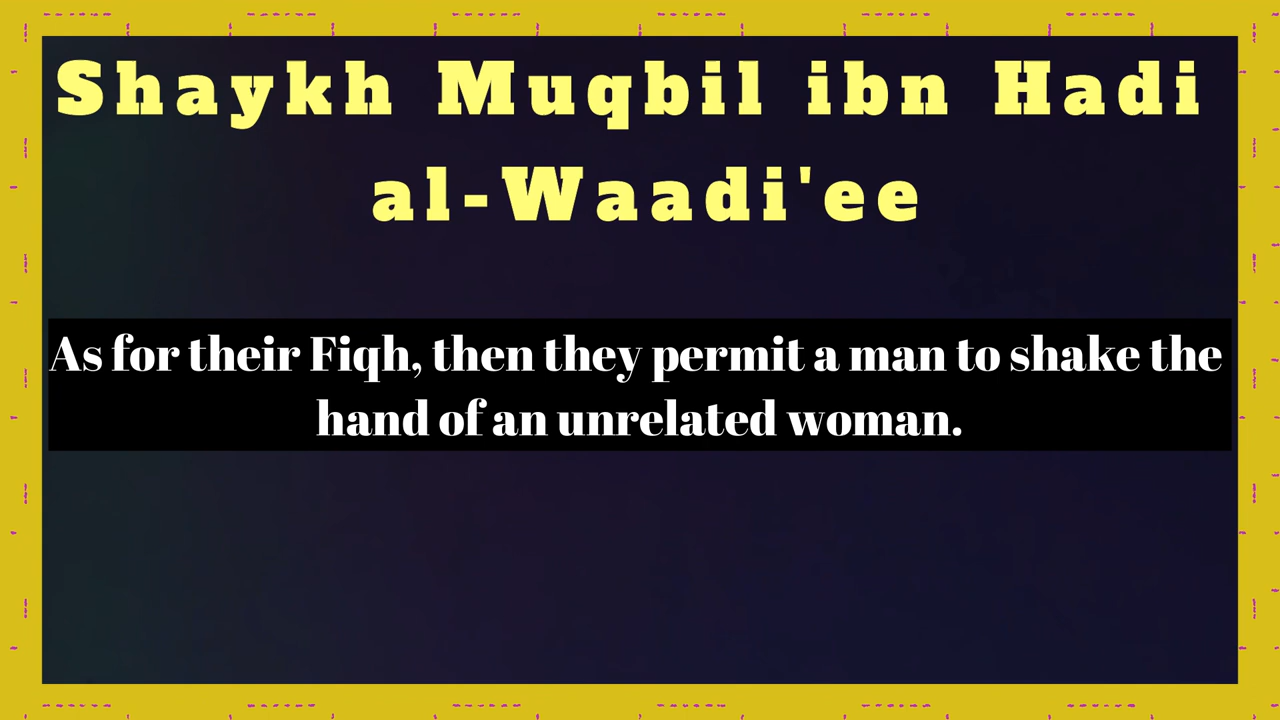 Shaykh Muqbil ibn Hadi
al-Waadi'ee
As for their Fiqh, then they permit a man to shake the
hand of an unrelated woman.